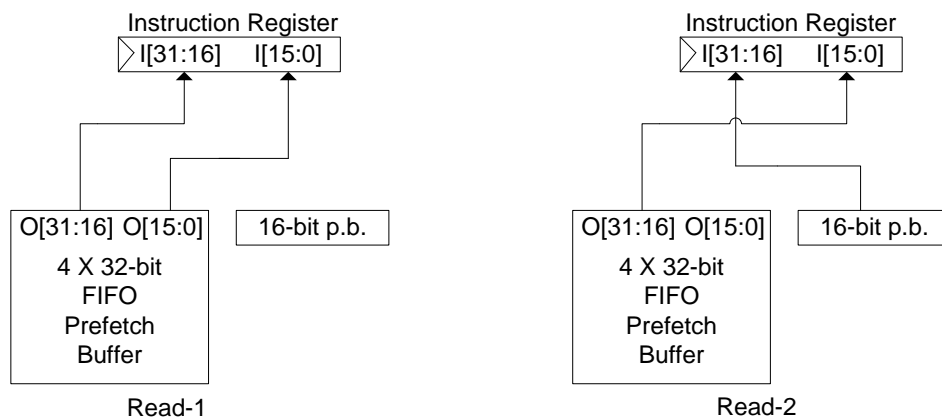 Instruction Register
I[31:16] I[15:0]
O[31:16] O[15:0]
16-bit p.b.
4 X 32-bit
FIFO
Prefetch
Buffer
Read-1
Instruction Register
I[31:16] I[15:0]
O[31:16] O[15:0]
16-bit p.b.
4 X 32-bit
FIFO
Prefetch
Buffer
Read-2